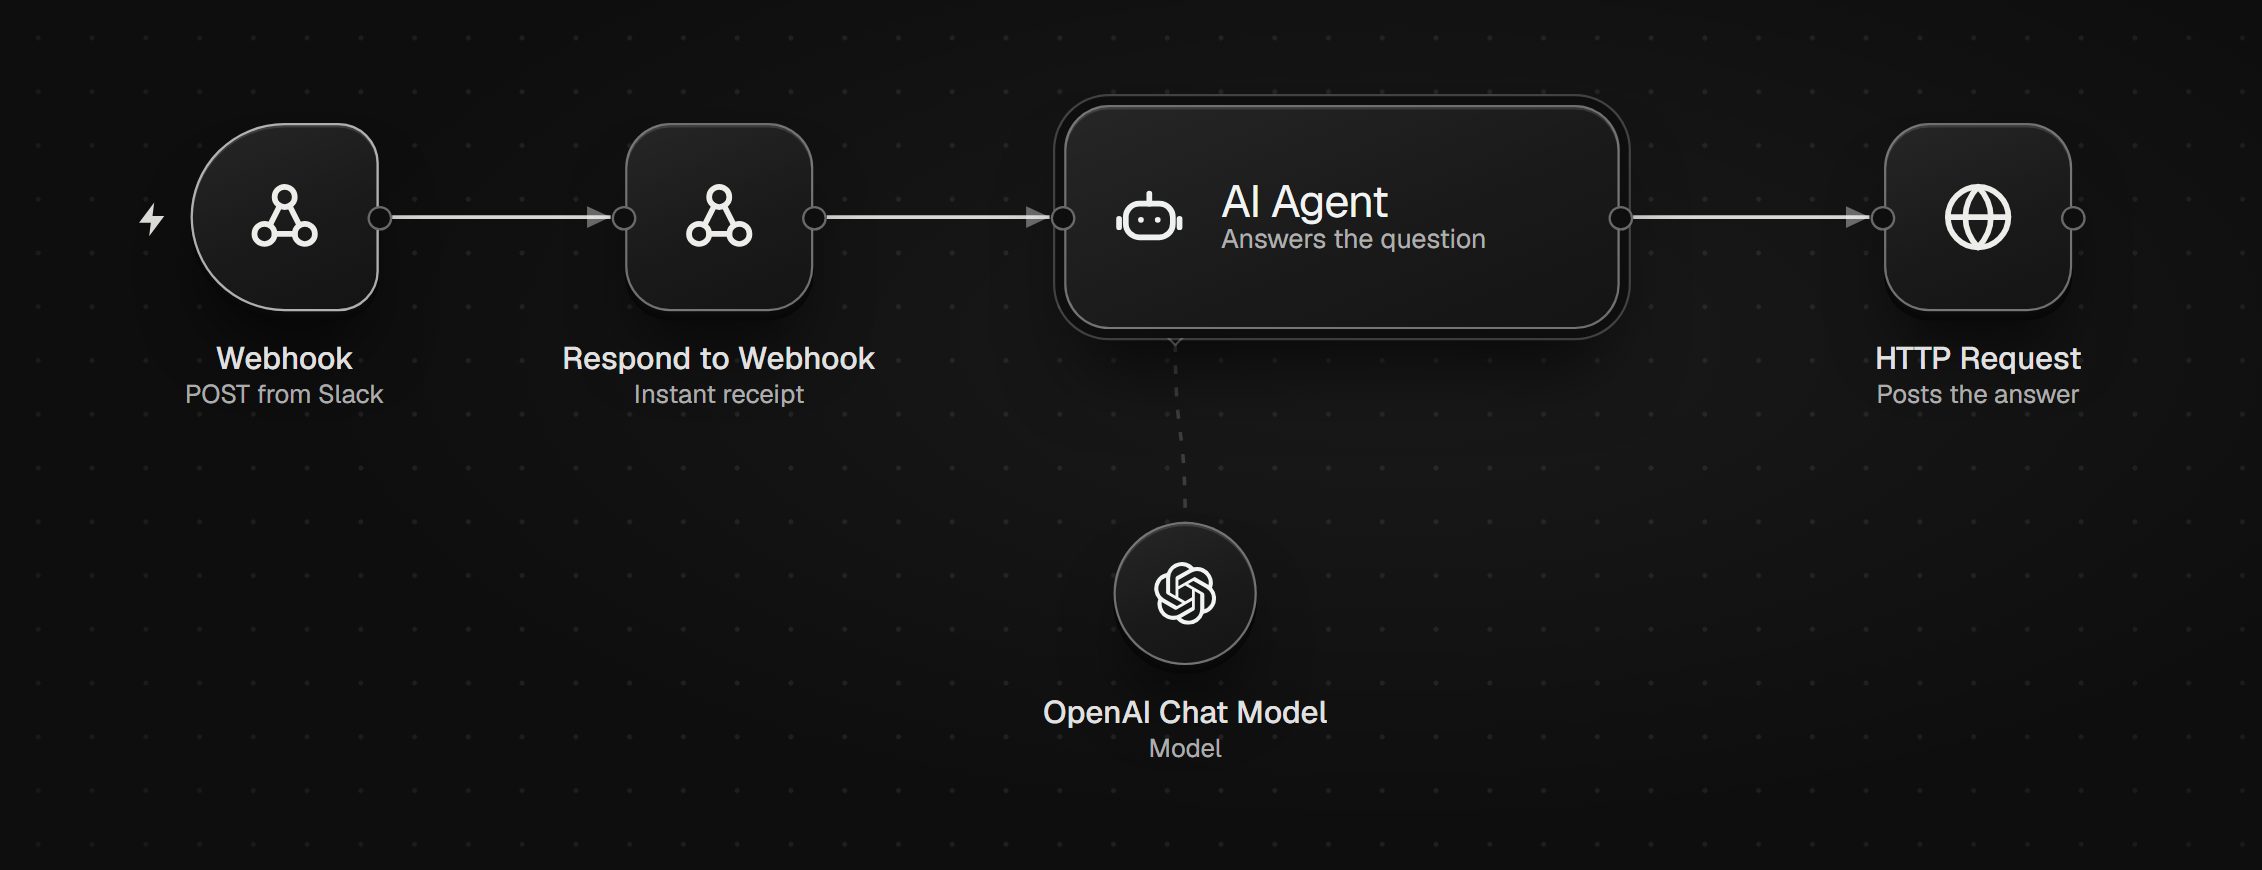 Webhook
POST from Slack
Respond to Webhook
Instant receipt
AI Agent
Answers the question
HTTP Request
Posts the answer
OpenAI Chat Model
Model